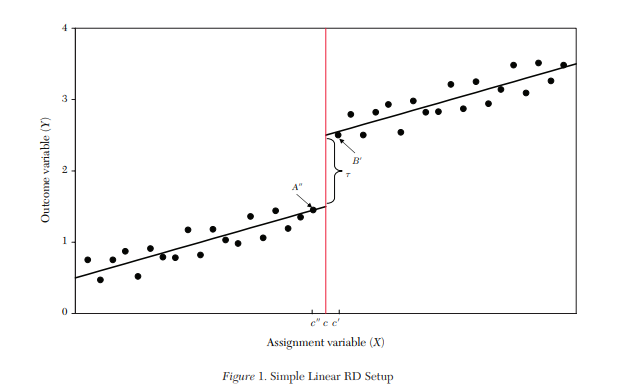 4
3
2
1
0
Outcome variable (Y)
A″
B′
τ
c″ c c′
Assignment variable (X)
Figure 1. Simple Linear RD Setup